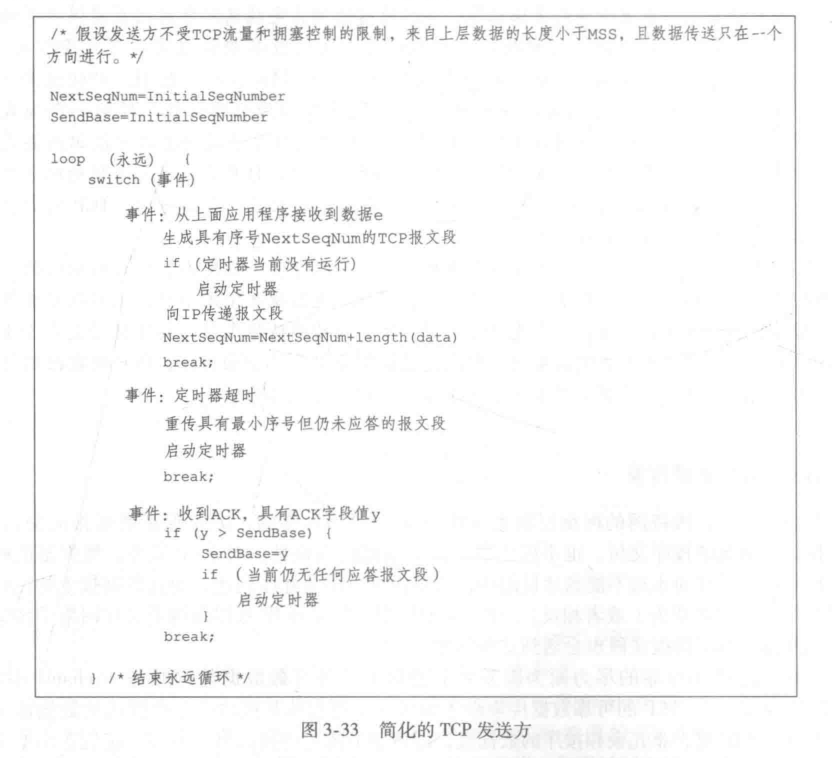 /* 假设发送方不受TCP流量和拥塞控制的限制，来自上层数据的长度小于MSS，且数据传送只在一个
方向进行。*/
NextSeqNum=InitialSeqNumber
SendBase=InitialSeqNumber
loop （永远） {
switch（事件）
事件：从上面应用程序接收到数据e
生成具有序号NextSeqNum的TCP报文段
if（定时器当前没有运行）
启动定时器
向IP传递报文段
NextSeqNum=NextSeqNum+length(data)
break;
事件：定时器超时
重传具有最小序号但仍未应答的报文段
启动定时器
break;
事件：收到ACK，具有ACK字段值y
if (y > SendBase) {
SendBase=y
if （当前仍无任何应答报文段）
启动定时器
}
break;
} /* 结束永远循环 */
图 3-33 简化的 TCP 发送方